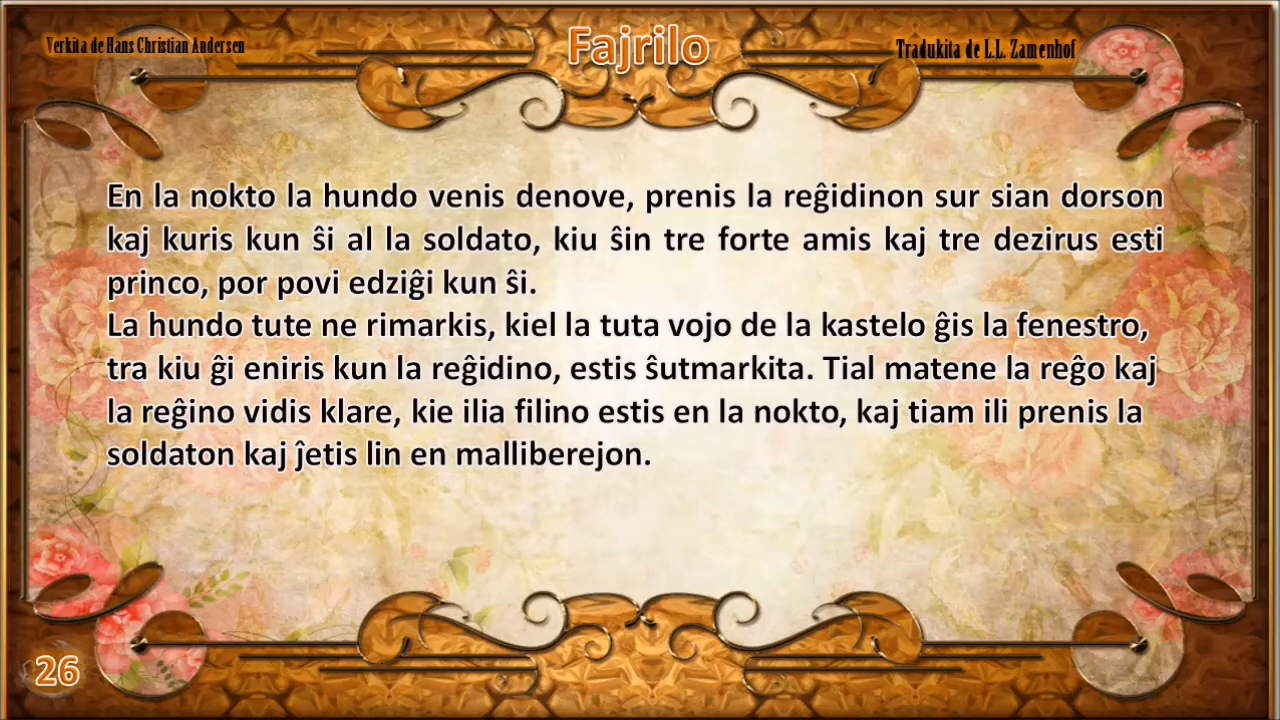 Verkita de Hans Christian Andersen
Fajrilo
Tradukita de L.L. Zamenhof
En la nokto la hundo venis denove, prenis la reĝidinon sur sian dorson
kaj kuris kun ŝi al la soldato, kiu ŝin tre forte amis kaj tre dezirus esti
princo, por povi edziĝi kun ŝi.
La hundo tute ne rimarkis, kiel la tuta vojo de la kastelo ĝis la fenestro,
tra kiu ĝi eniris kun la reĝidino, estis ŝutmarkita. Tial matene la reĝo kaj
la reĝino vidis klare, kie ilia filino estis en la nokto, kaj tiam ili prenis la
soldaton kaj ĵetis lin en malliberejon.
26